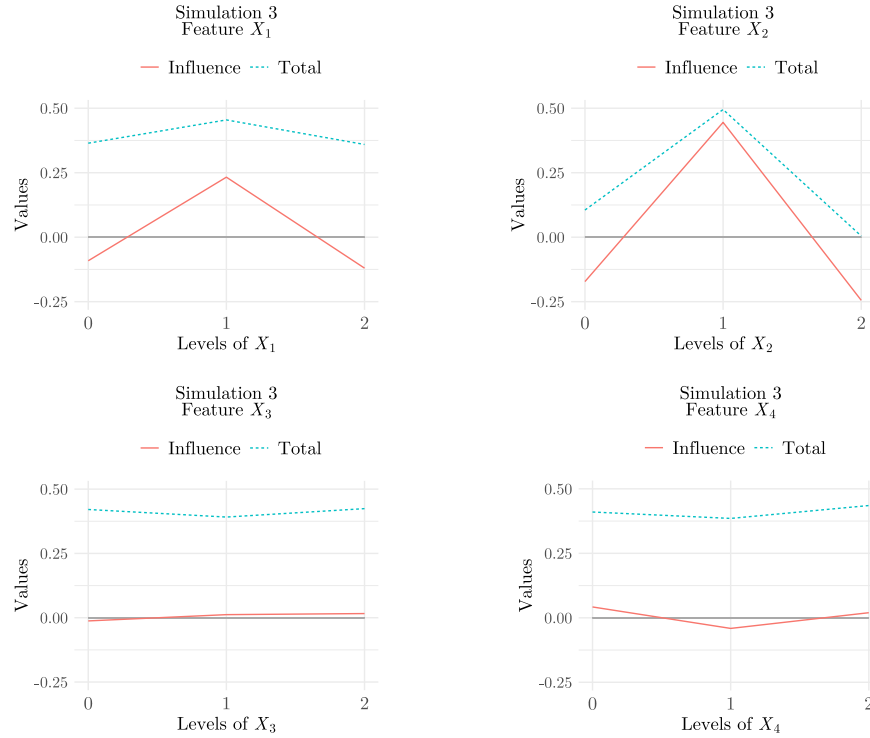 Simulation 3
Feature X₁
Influence Total
0.50
0.25
0.00
-0.25
Values
0 1 2
Levels of X₁
Simulation 3
Feature X₂
Influence Total
0.50
0.25
0.00
-0.25
Values
0 1 2
Levels of X₂
Simulation 3
Feature X₃
Influence Total
0.50
0.25
0.00
-0.25
Values
0 1 2
Levels of X₃
Simulation 3
Feature X₄
Influence Total
0.50
0.25
0.00
-0.25
Values
0 1 2
Levels of X₄